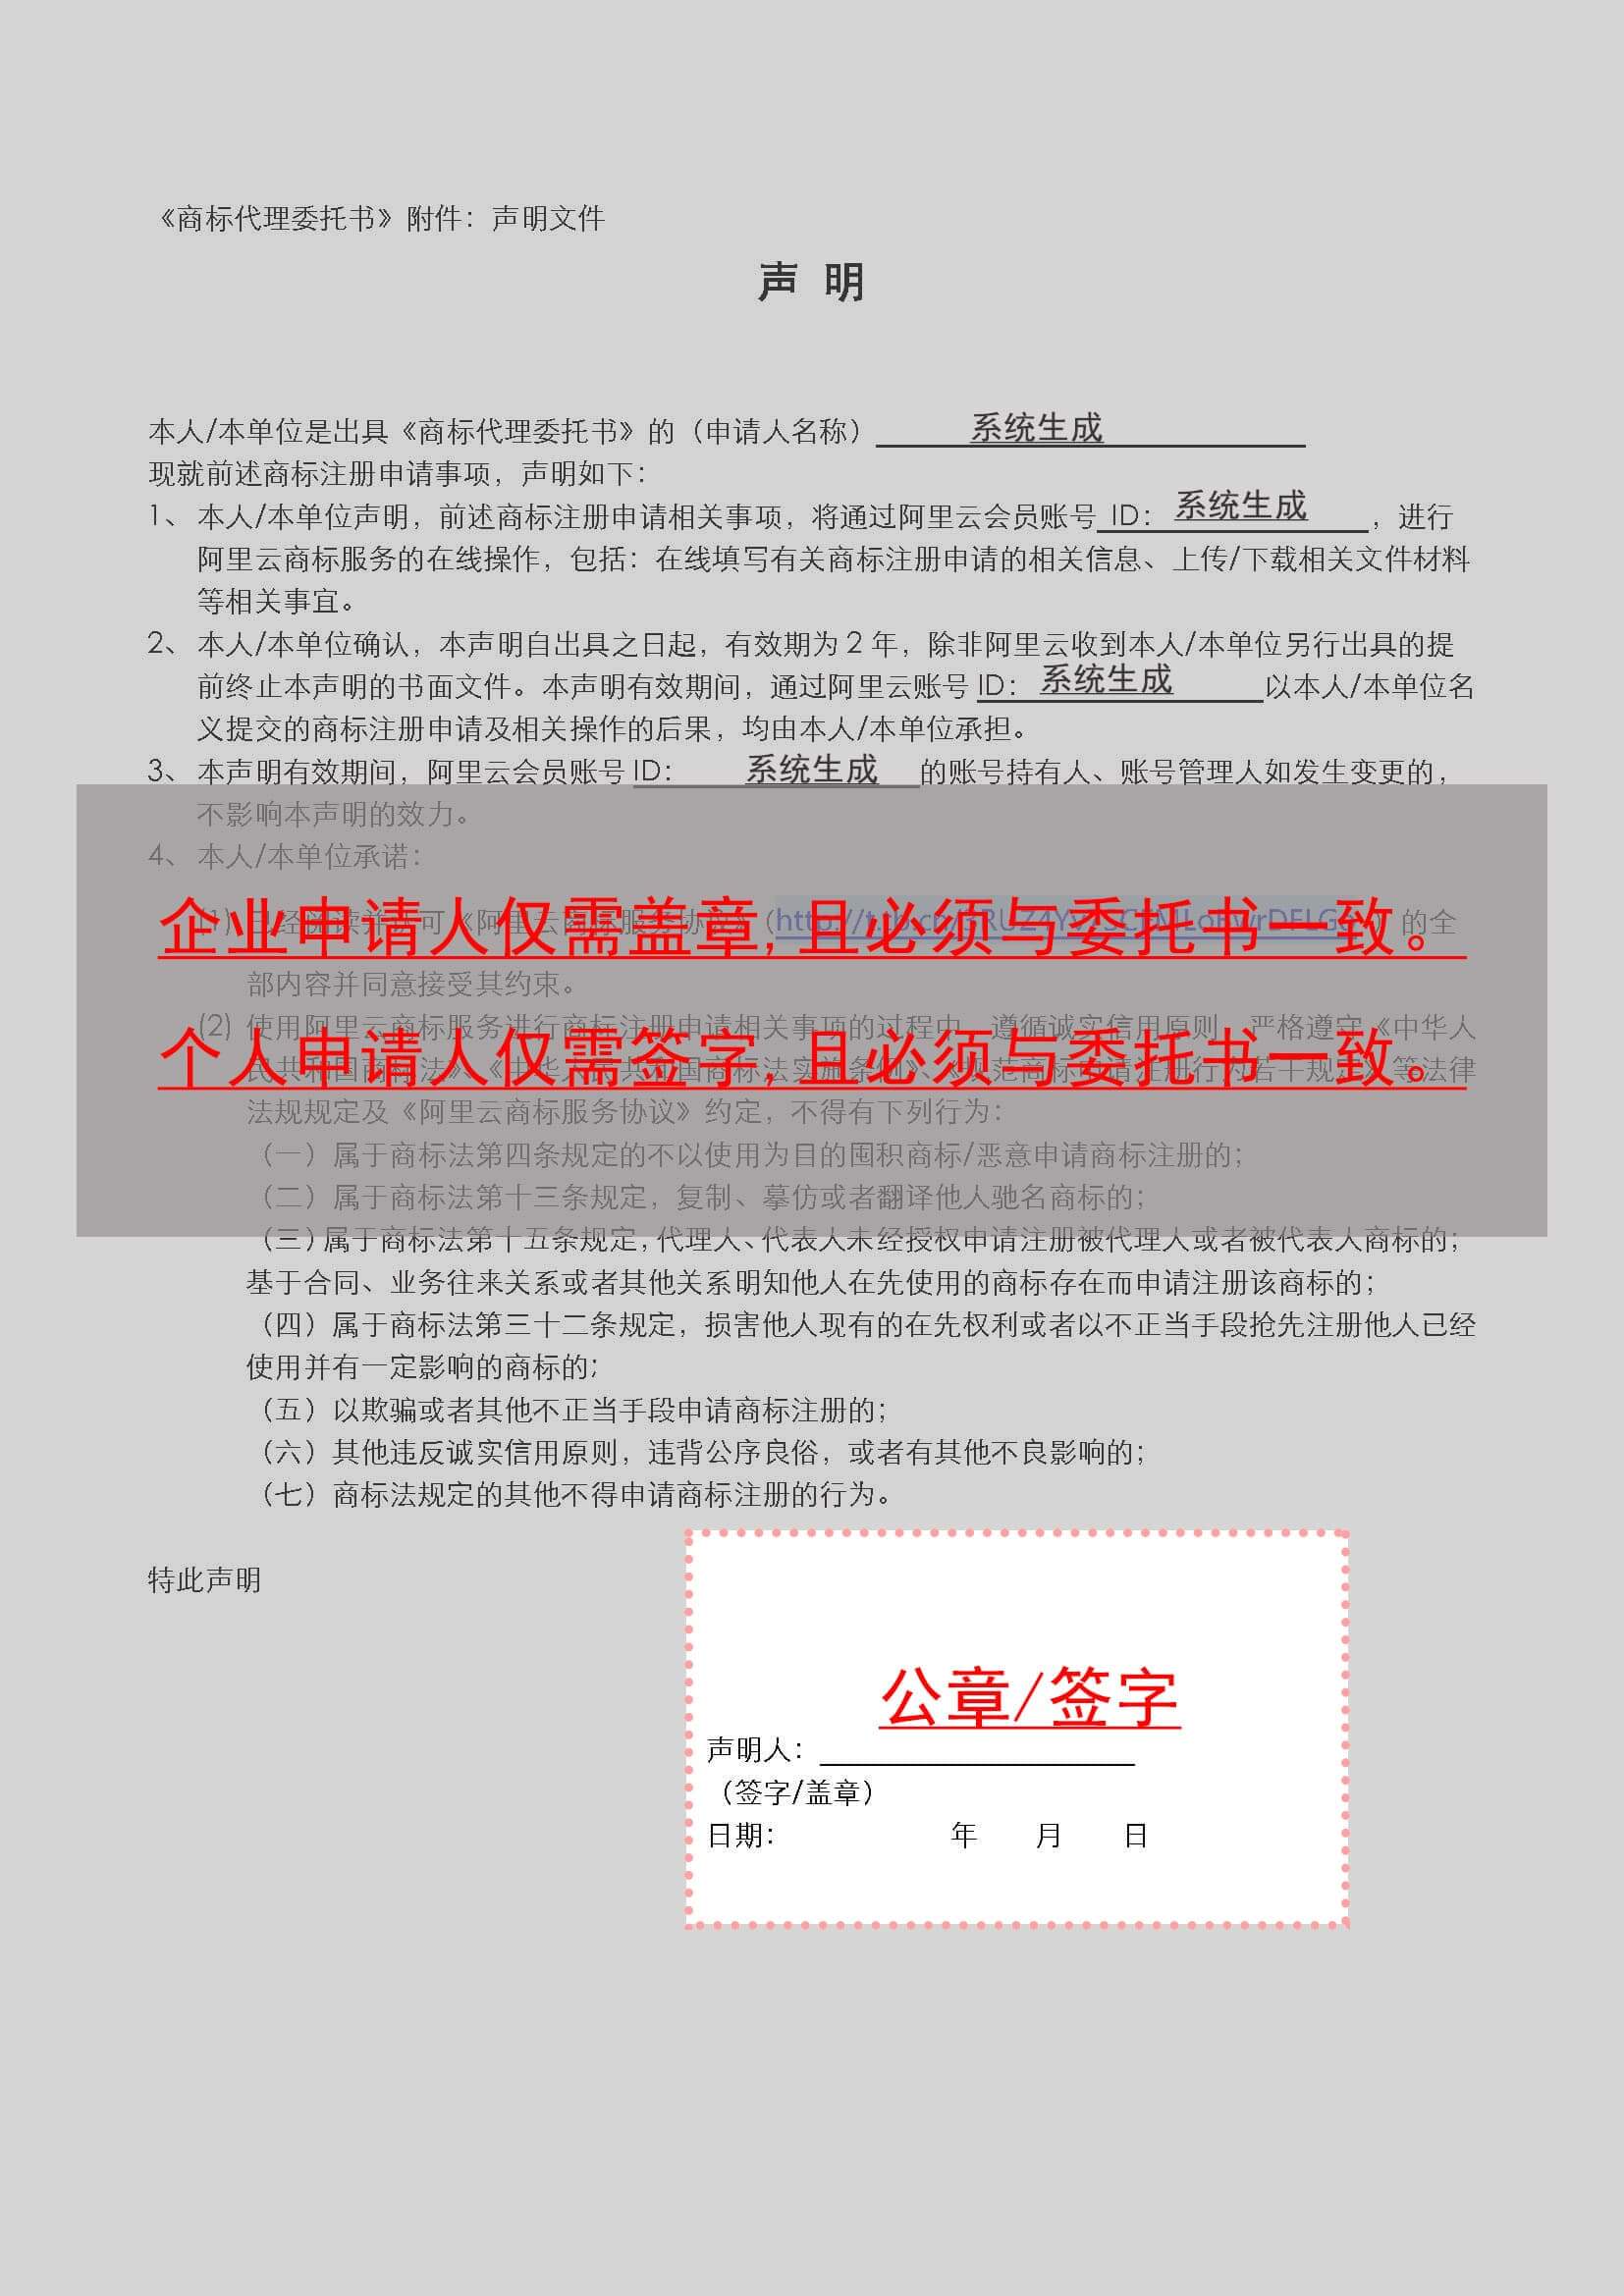 《商标代理委托书》附件：声明文件
声 明
本人/本单位是出具《商标代理委托书》的（申请人名称） 系统生成
现就前述商标注册申请事项，声明如下：
1、 本人/本单位声明，前述商标注册申请相关事项，将通过阿里云会员账号 ID： 系统生成 ，进行
阿里云商标服务的在线操作，包括：在线填写有关商标注册申请的相关信息、上传/下载相关文件材料
等相关事宜。
2、 本人/本单位确认，本声明自出具之日起，有效期为 2 年，除非阿里云收到本人/本单位另行出具的提
前终止本声明的书面文件。本声明有效期间，通过阿里云账号 ID： 系统生成 以本人/本单位名
义提交的商标注册申请及相关操作的后果，均由本人/本单位承担。
3、 本声明有效期间，阿里云会员账号 ID： 系统生成 的账号持有人、账号管理人如发生变更的，
不影响本声明的效力。
4、 本人/本单位承诺：
企业申请人仅需盖章，且必须与委托书一致。
(1) 已经阅读并认可《阿里云商标服务协议》（ 的全
部内容并同意接受其约束。
(2) 使用阿里云商标服务进行商标注册申请相关事项的过程中，遵循诚实信用原则，严格遵守《中华人
个人申请人仅需签字，且必须与委托书一致。
民共和国商标法》、《中华人民共和国商标法实施条例》、《规范商标申请注册行为若干规定》等法律
法规规定及《阿里云商标服务协议》约定，不得有下列行为：
（一）属于商标法第四条规定的不以使用为目的囤积商标/恶意申请商标注册的；
（二）属于商标法第十三条规定，复制、摹仿或者翻译他人驰名商标的；
（三）属于商标法第十五条规定，代理人、代表人未经授权申请注册被代理人或者被代表人商标的；
基于合同、业务往来关系或者其他关系明知他人在先使用的商标存在而申请注册该商标的；
（四）属于商标法第三十二条规定，损害他人现有的在先权利或者以不正当手段抢先注册他人已经
使用并有一定影响的商标的；
（五）以欺骗或者其他不正当手段申请商标注册的；
（六）其他违反诚实信用原则，违背公序良俗，或者有其他不良影响的；
（七）商标法规定的其他不得申请商标注册的行为。
特此声明
公章/签字
声明人：
（签字/盖章）
日期： 年 月 日